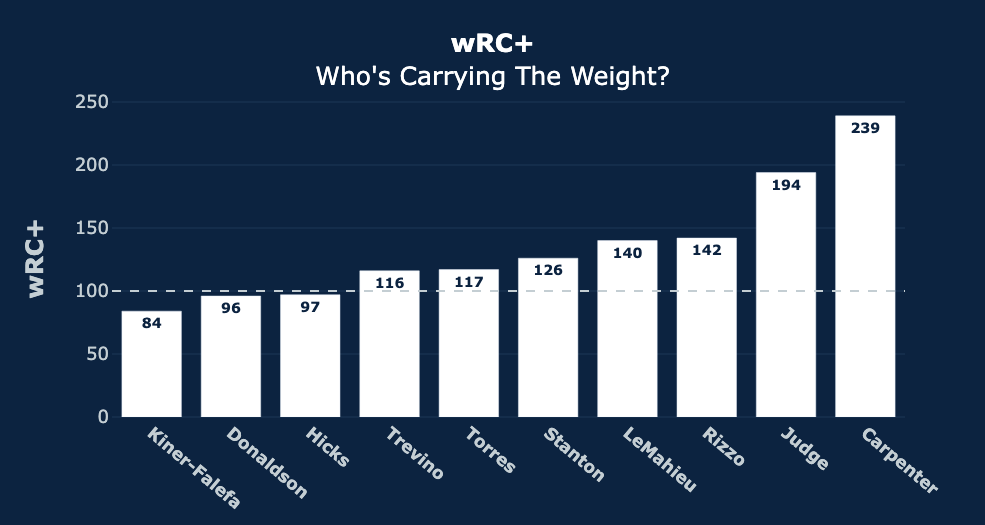 wRC+
Who's Carrying The Weight?
wRC+
250
200
150
100
50
0
84
96
97
116
117
126
140
142
194
239
Kiner-Falefa
Donaldson
Hicks
Trevino
Torres
Stanton
LeMahieu
Rizzo
Judge
Carpenter